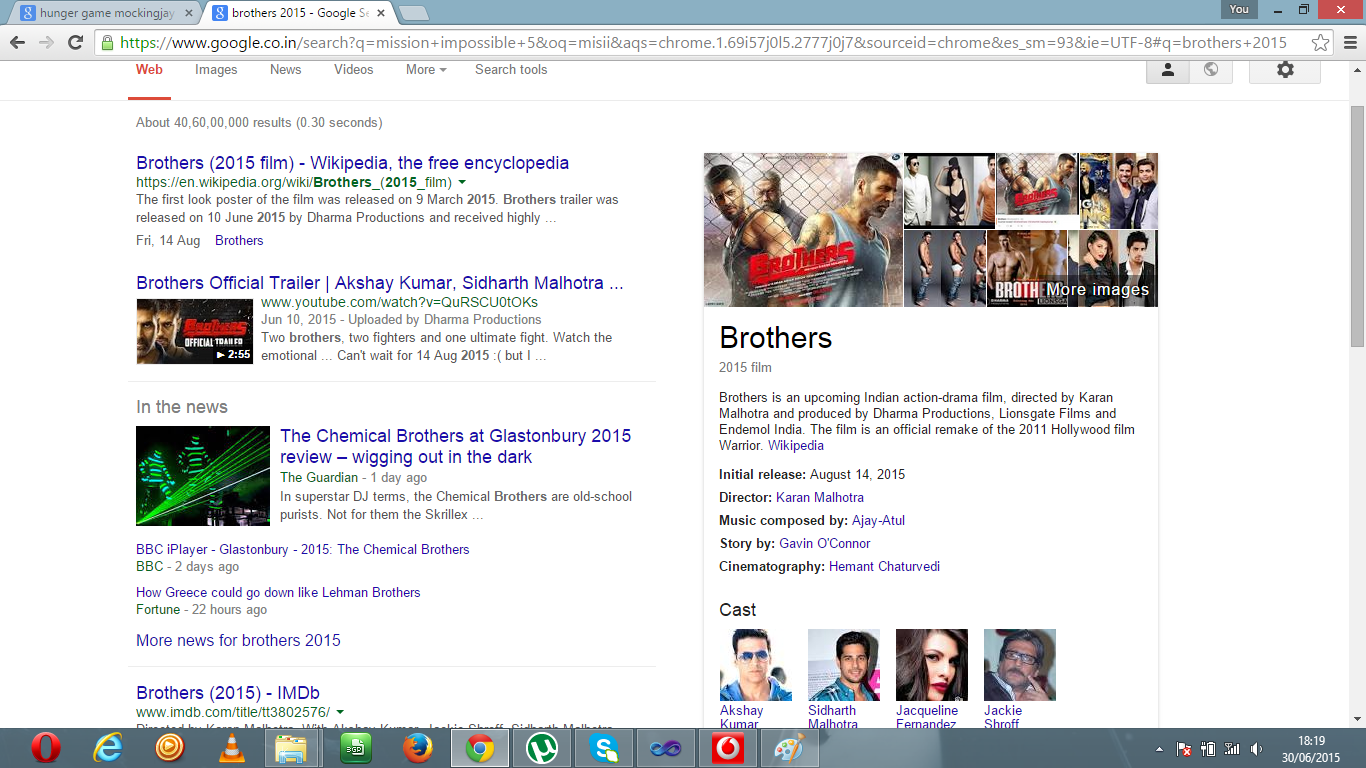 hunger game mockingjay
brothers 2015 - Google Se
You
https://www.google.co.in/search?q=mission+impossible+5&oq=misii&aqs=chrome.1.69i57j0l5.2777j0j7&sourceid=chrome&es_sm=93&ie=UTF-8#q=brothers+2015
Web Images News Videos More Search tools
About 40,60,00,000 results (0.30 seconds)
Brothers (2015 film) - Wikipedia, the free encyclopedia
https://en.wikipedia.org/wiki/Brothers_(2015_film)
The first look poster of the film was released on 9 March 2015. Brothers trailer was
released on 10 June 2015 by Dharma Productions and received highly ...
Fri, 14 Aug Brothers
Brothers Official Trailer | Akshay Kumar, Sidharth Malhotra ...
BROTHERS
OFFICIAL TRAILER
2:55
www.youtube.com/watch?v=QuRSCU0tOKs
Jun 10, 2015 - Uploaded by Dharma Productions
Two brothers, two fighters and one ultimate fight. Watch the
emotional ... Can't wait for 14 Aug 2015 :( but I ...
In the news
The Chemical Brothers at Glastonbury 2015
review – wigging out in the dark
The Guardian - 1 day ago
In superstar DJ terms, the Chemical Brothers are old-school
purists. Not for them the Skrillex ...
BBC iPlayer - Glastonbury - 2015: The Chemical Brothers
BBC - 2 days ago
How Greece could go down like Lehman Brothers
Fortune - 22 hours ago
More news for brothers 2015
Brothers (2015) - IMDb
www.imdb.com/title/tt3802576/
Directed by Karan Malhotra. With Akshay Kumar, Jackie Shroff, Sidharth Malhotra,
BROTHERS
More images
Brothers
2015 film
Brothers is an upcoming Indian action-drama film, directed by Karan
Malhotra and produced by Dharma Productions, Lionsgate Films and
Endemol India. The film is an official remake of the 2011 Hollywood film
Warrior. Wikipedia
Initial release: August 14, 2015
Director: Karan Malhotra
Music composed by: Ajay-Atul
Story by: Gavin O'Connor
Cinematography: Hemant Chaturvedi
Cast
Akshay
Kumar
Sidharth
Malhotra
Jacqueline
Fernandez
Jackie
Shroff
18:19
30/06/2015